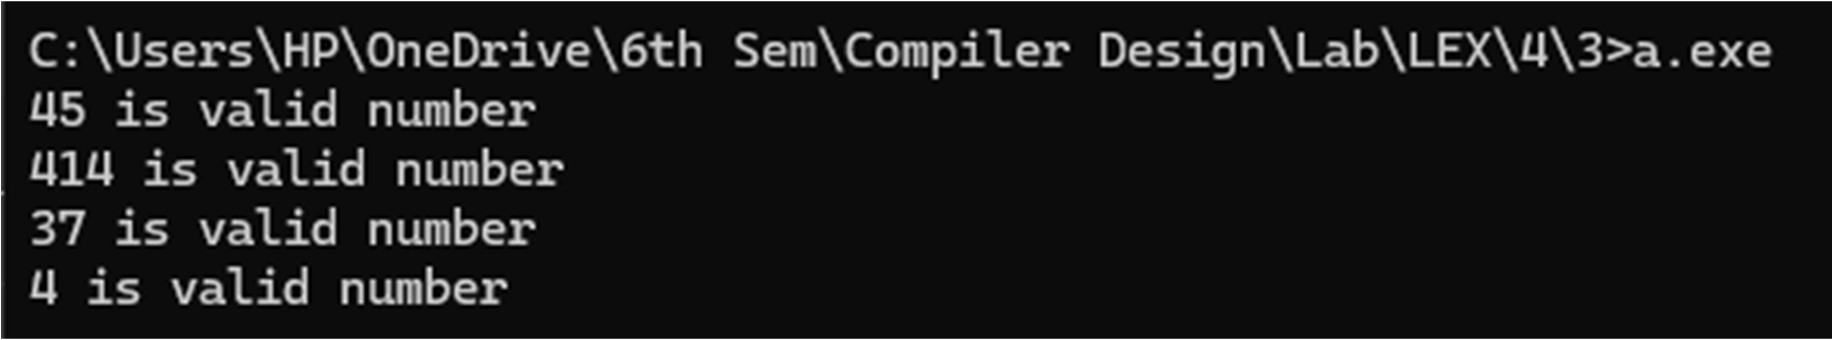 C:\Users\HP\OneDrive\6th Sem\Compiler Design\Lab\LEX\4\3>a.exe
45 is valid number
414 is valid number
37 is valid number
4 is valid number